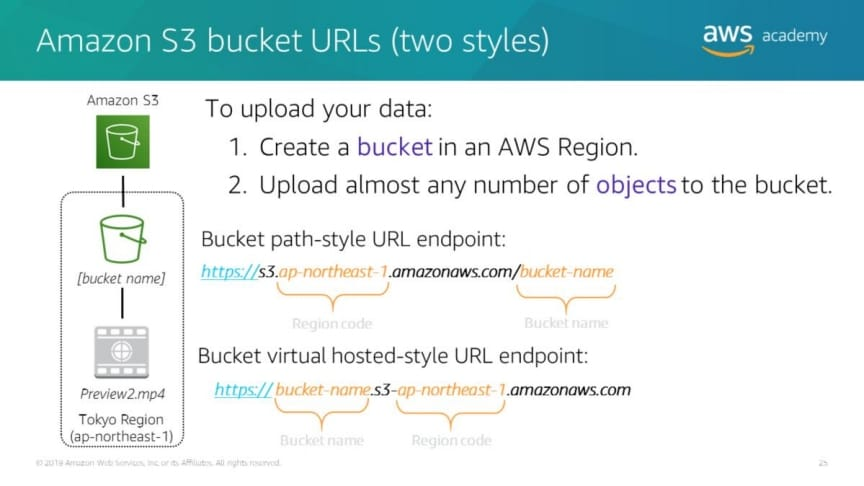 Amazon S3 bucket URLs (two styles)
aws academy
Amazon S3
[bucket name]
Preview2.mp4
Tokyo Region
(ap-northeast-1)
To upload your data:
1. Create a bucket in an AWS Region.
2. Upload almost any number of objects to the bucket.
Bucket path-style URL endpoint:
https://s3.ap-northeast-1.amazonaws.com/bucket-name
Region code
Bucket name
Bucket virtual hosted-style URL endpoint:
https:// bucket-name.s3-ap-northeast-1.amazonaws.com
Bucket name
Region code
© 2019 Amazon Web Services, Inc. or its Affiliates. All rights reserved.
25